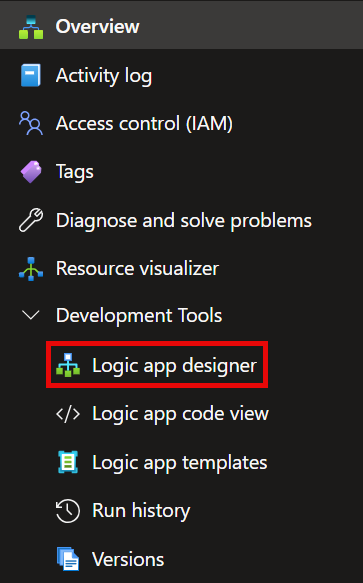 Overview
Activity log
Access control (IAM)
Tags
Diagnose and solve problems
Resource visualizer
Development Tools
Logic app designer
Logic app code view
Logic app templates
Run history
Versions